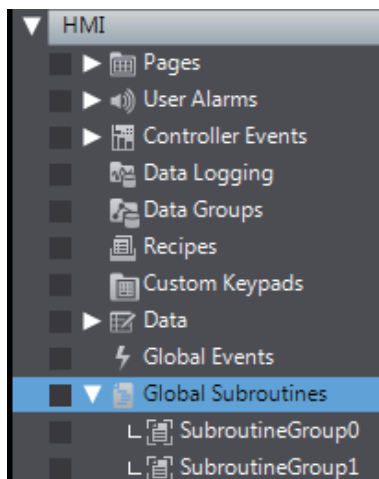 HMI
Pages
User Alarms
Controller Events
Data Logging
Data Groups
Recipes
Custom Keypads
Data
Global Events
Global Subroutines
SubroutineGroup0
SubroutineGroup1